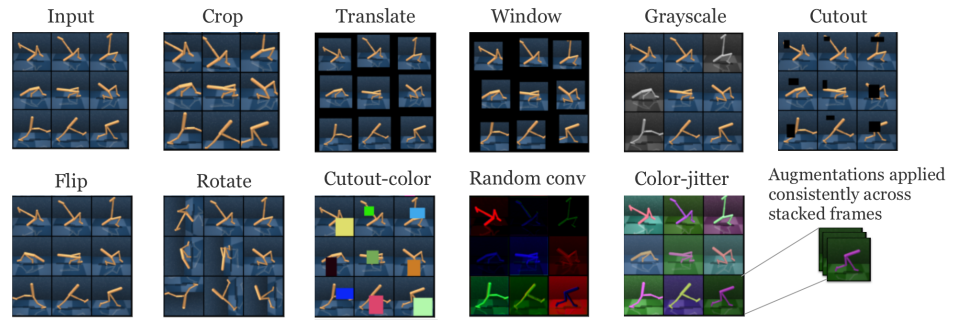 Input
Crop
Translate
Window
Grayscale
Cutout
Flip
Rotate
Cutout-color
Random conv
Color-jitter
Augmentations applied
consistently across
stacked frames